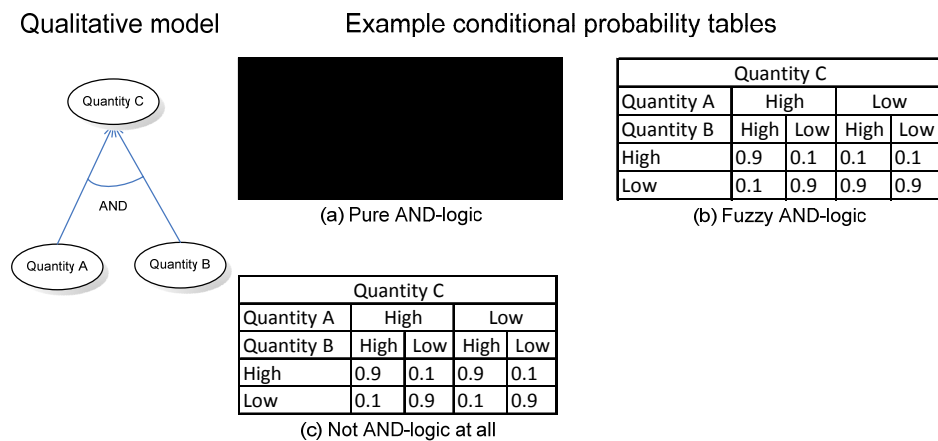 Qualitative model
Example conditional probability tables
Quantity C
AND
Quantity A
Quantity B
(a) Pure AND-logic
Quantity C
Quantity A High Low
Quantity B High Low High Low
High 0.9 0.1 0.1 0.1
Low 0.1 0.9 0.9 0.9
(b) Fuzzy AND-logic
Quantity C
Quantity A High Low
Quantity B High Low High Low
High 0.9 0.1 0.9 0.1
Low 0.1 0.9 0.1 0.9
(c) Not AND-logic at all